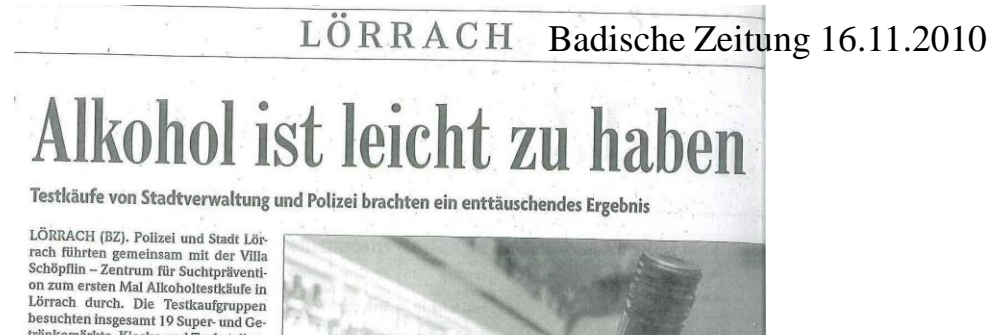 LÖRRACH Badische Zeitung 16.11.2010
Alkohol ist leicht zu haben
Testkäufe von Stadtverwaltung und Polizei brachten ein enttäuschendes Ergebnis
LÖRRACH (BZ). Polizei und Stadt Lör-
rach führten gemeinsam mit der Villa
Schöpflin – Zentrum für Suchtpräventi-
on zum ersten Mal Alkoholtestkäufe in
Lörrach durch. Die Testkaufgruppen
besuchten insgesamt 19 Super- und Ge-